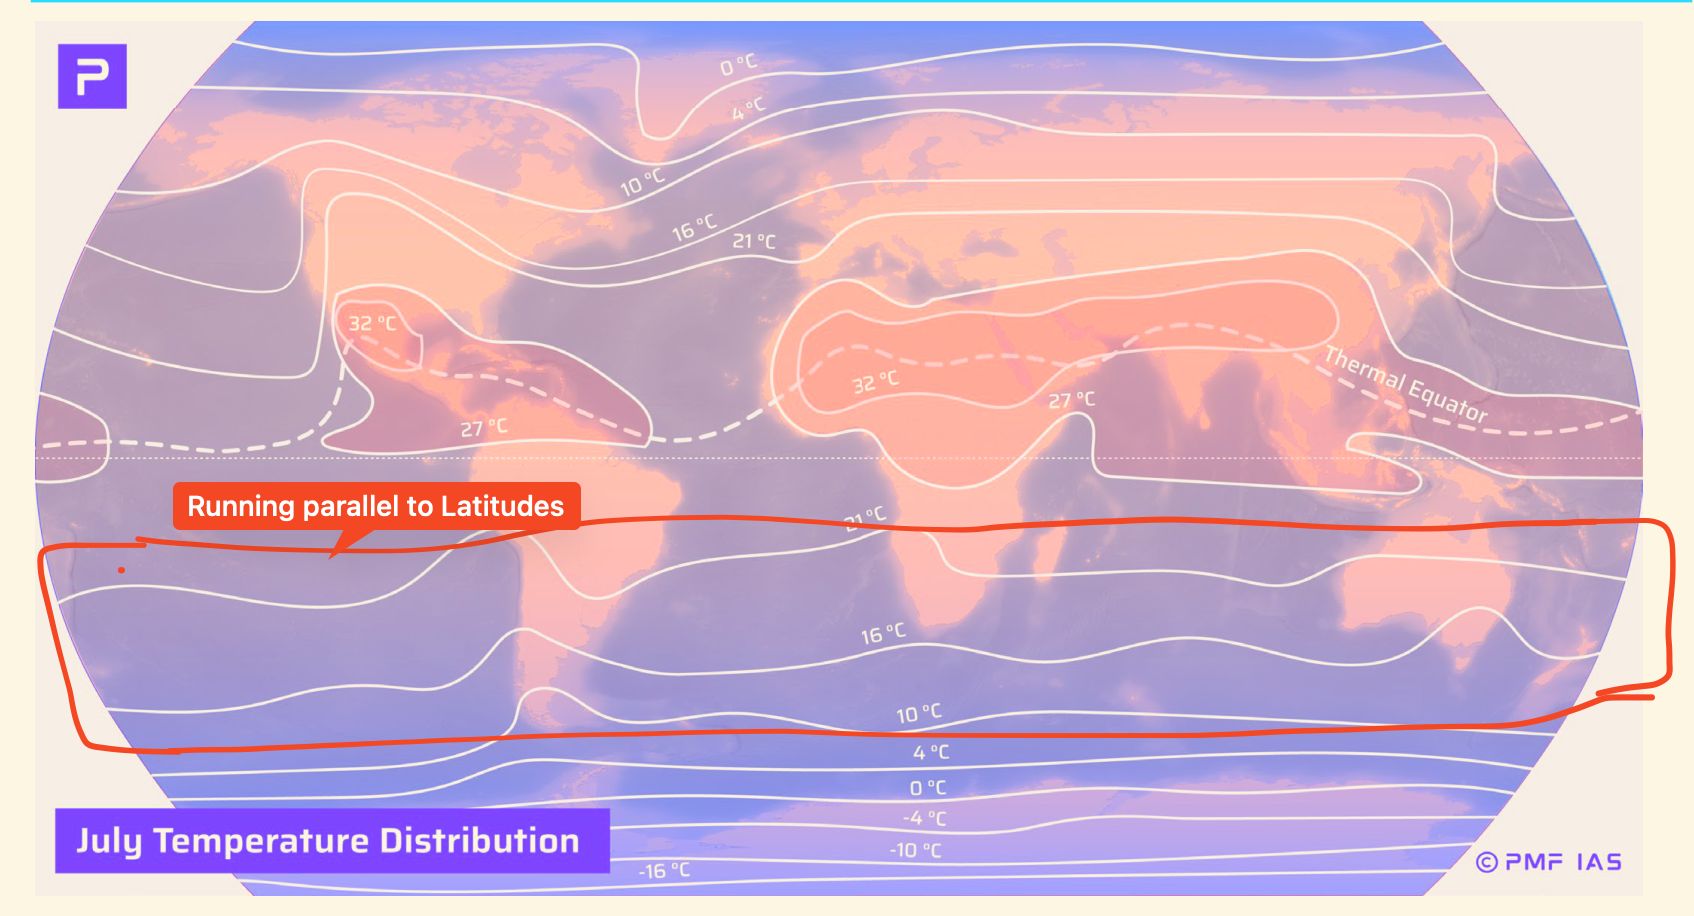 P
0 °C
4 °C
10 °C
16 °C
21 °C
32 °C
Thermal Equator
32 °C
27 °C
27 °C
Running parallel to Latitudes
21 °C
16 °C
10 °C
4 °C
0 °C
-4 °C
-10 °C
-16 °C
July Temperature Distribution
© PMF IAS